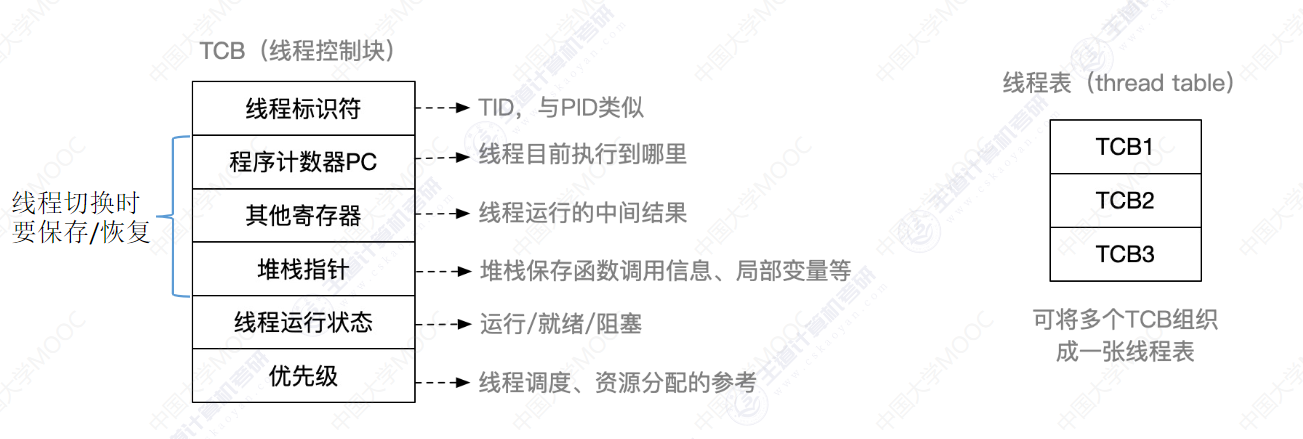 TCB（线程控制块）
线程标识符
TID，与PID类似
程序计数器PC
线程目前执行到哪里
线程切换时
要保存/恢复
其他寄存器
线程运行的中间结果
堆栈指针
堆栈保存函数调用信息、局部变量等
线程运行状态
运行/就绪/阻塞
优先级
线程调度、资源分配的参考
线程表（thread table）
TCB1
TCB2
TCB3
可将多个TCB组织
成一张线程表
中国大学MOOC
王道计算机考研